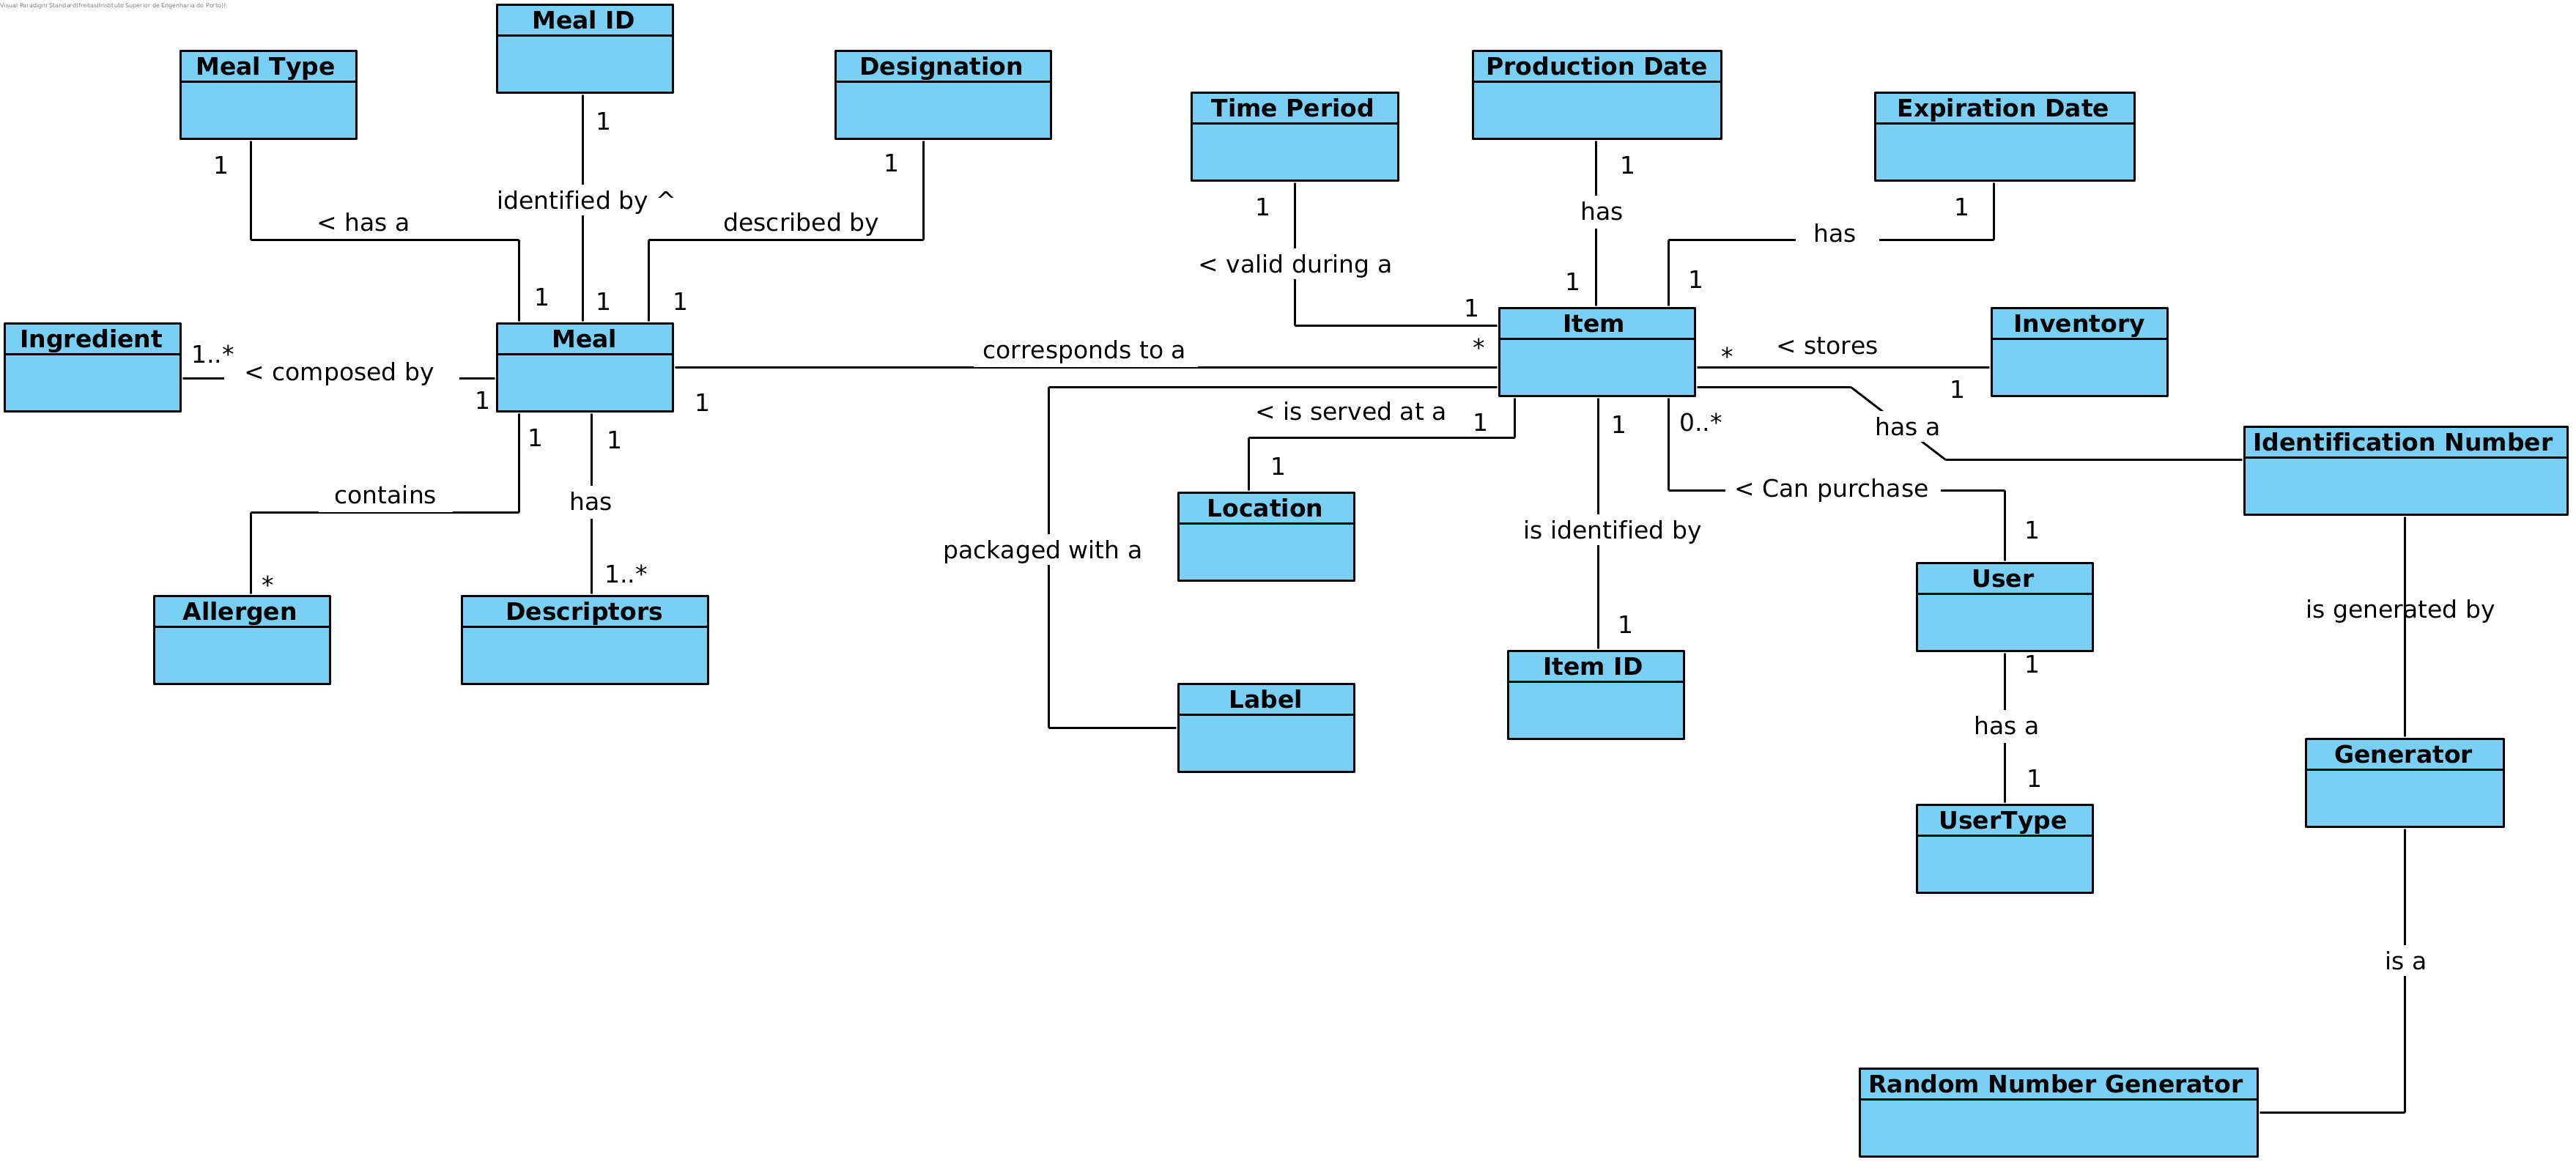 Visual Paradigm Standard(freitas(Instituto Superior de Engenharia do Porto))
Meal ID
Meal Type
Designation
Production Date
Time Period
Expiration Date
1
1
1
1
1
1
identified by ^
< has a
described by
has
has
< valid during a
1
1
1
1
1
1
Ingredient
Meal
Item
Inventory
1..*
< composed by
1
corresponds to a
*
*
< stores
1
1
< is served at a
1
1
0..*
has a
1
1
1
Identification Number
contains
has
Location
is identified by
< Can purchase
1
packaged with a
*
1..*
1
User
is generated by
Allergen
Descriptors
Item ID
1
Label
has a
1
Generator
UserType
is a
Random Number Generator